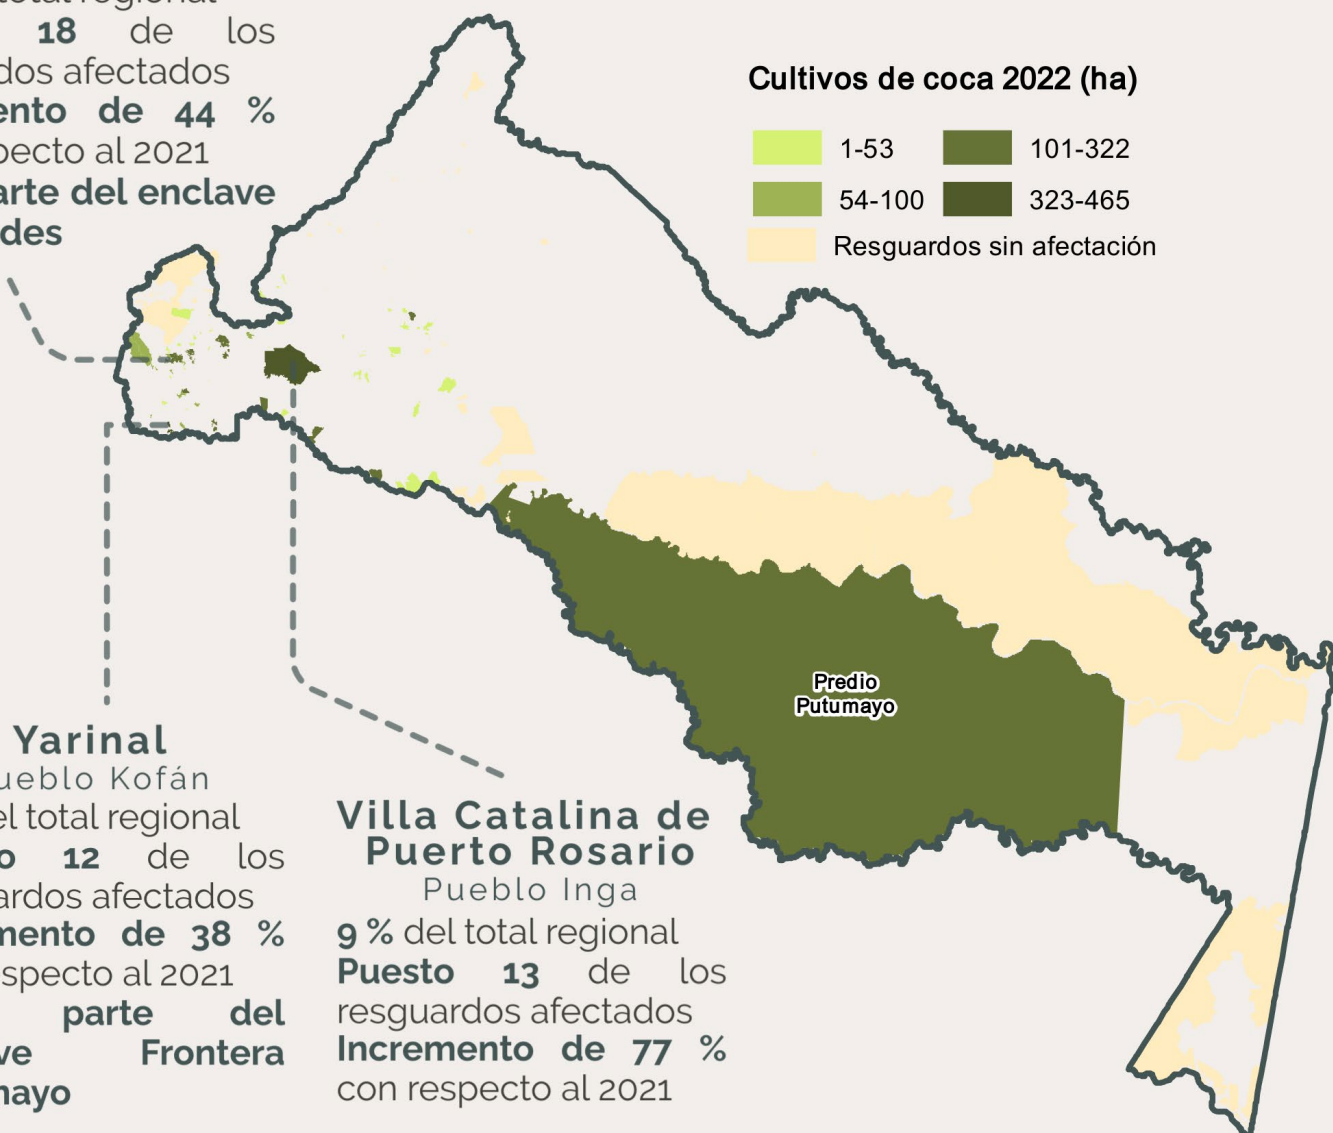 total regional
18 de los
dos afectados
ento de 44 %
pecto al 2021
arte del enclave
des
Cultivos de coca 2022 (ha)
1-53
101-322
54-100
323-465
Resguardos sin afectación
Predio
Putumayo
Yarinal
ueblo Kofán
el total regional
o 12 de los
ardos afectados
mento de 38 %
specto al 2021
parte del
ve Frontera
mayo
Villa Catalina de
Puerto Rosario
Pueblo Inga
9 % del total regional
Puesto 13 de los
resguardos afectados
Incremento de 77 %
con respecto al 2021